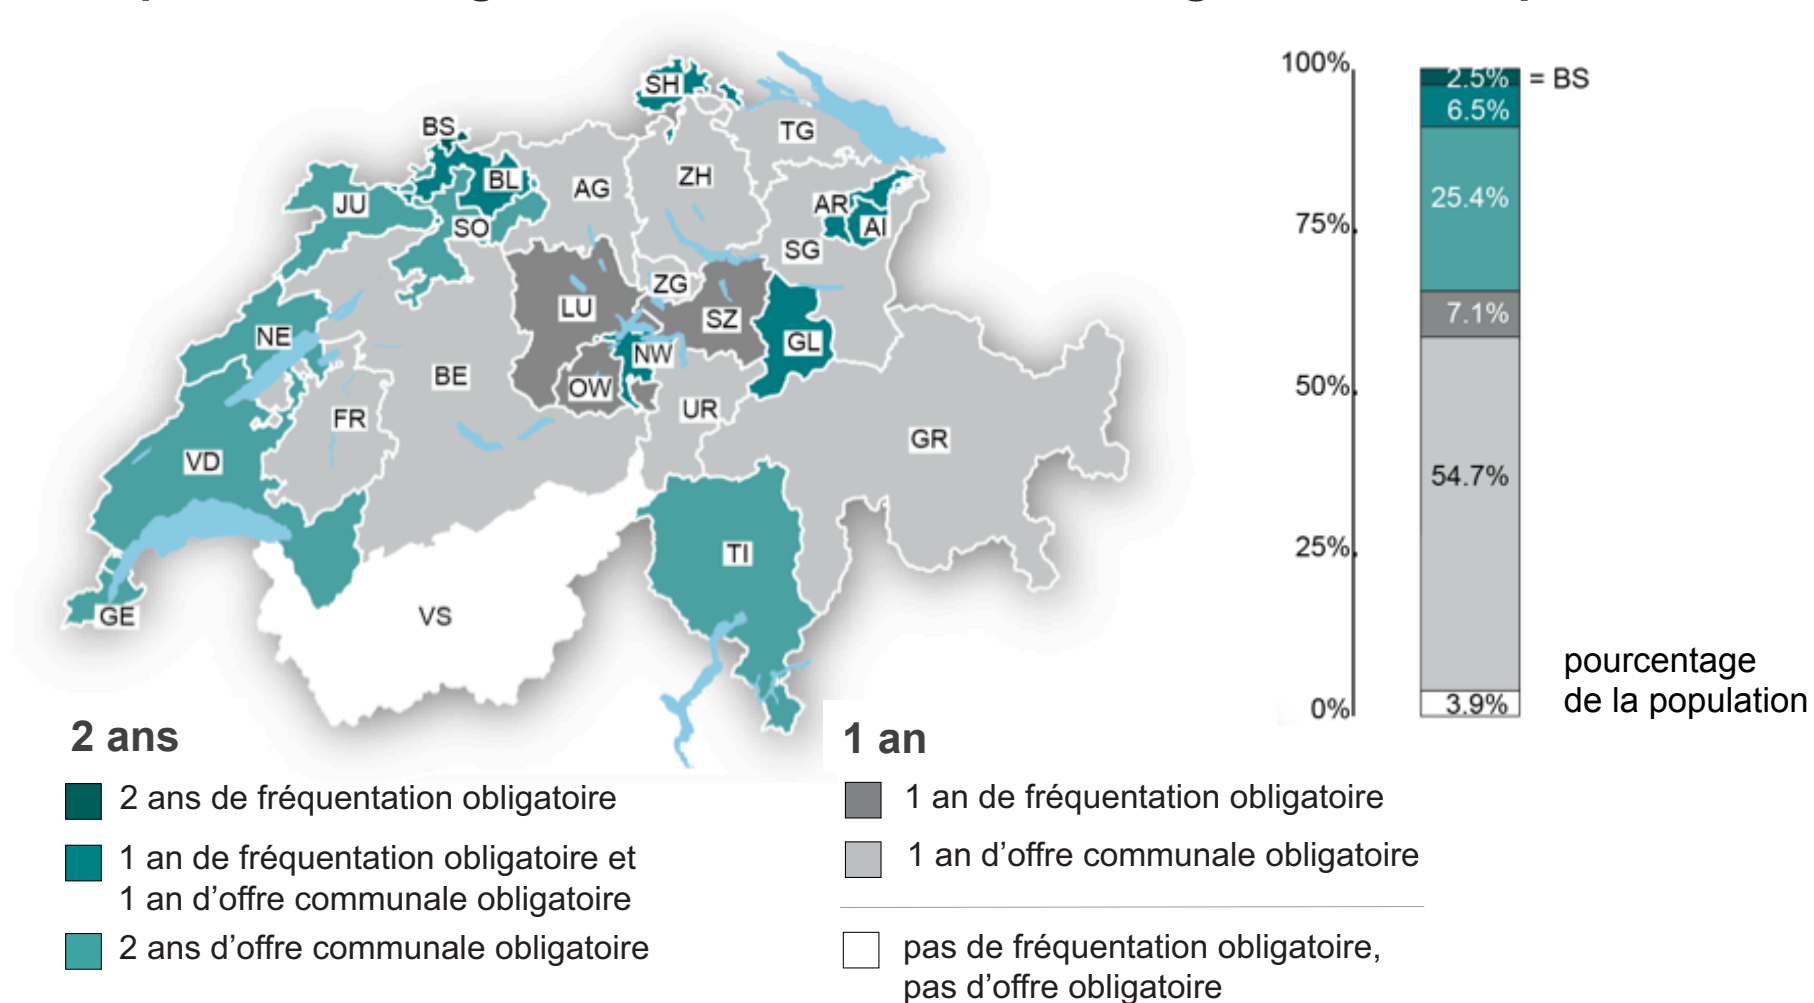 SH
BS
TG
BL
AG
ZH
JU
AR
AI
SO
SG
ZG
LU
SZ
NE
GL
NW
BE
OW
UR
FR
GR
VD
TI
GE
VS
100%
75%
50%
25%
0%
2.5% = BS
6.5%
25.4%
7.1%
54.7%
3.9%
pourcentage
de la population
2 ans
2 ans de fréquentation obligatoire
1 an de fréquentation obligatoire et
1 an d’offre communale obligatoire
2 ans d’offre communale obligatoire
1 an
1 an de fréquentation obligatoire
1 an d’offre communale obligatoire
pas de fréquentation obligatoire,
pas d’offre obligatoire